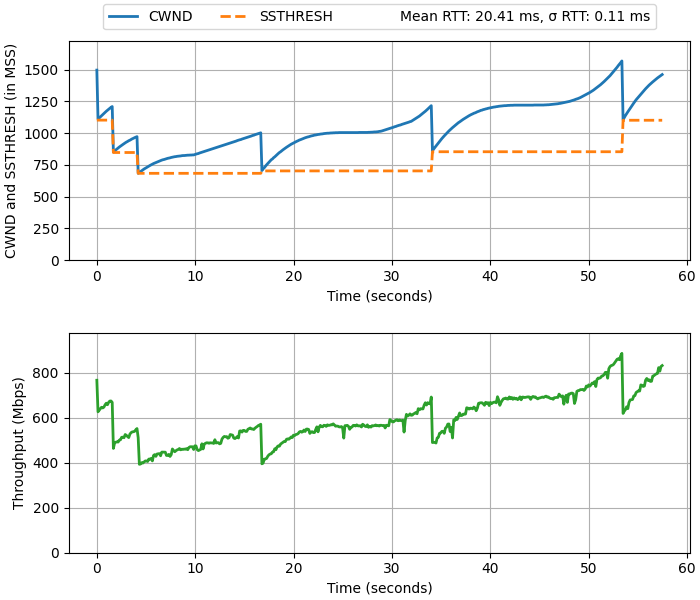 CWND SSTHRESH Mean RTT: 20.41 ms, σ RTT: 0.11 ms
CWND and SSTHRESH (in MSS)
1500
1250
1000
750
500
250
0
0 10 20 30 40 50 60
Time (seconds)
Throughput (Mbps)
800
600
400
200
0
0 10 20 30 40 50 60
Time (seconds)